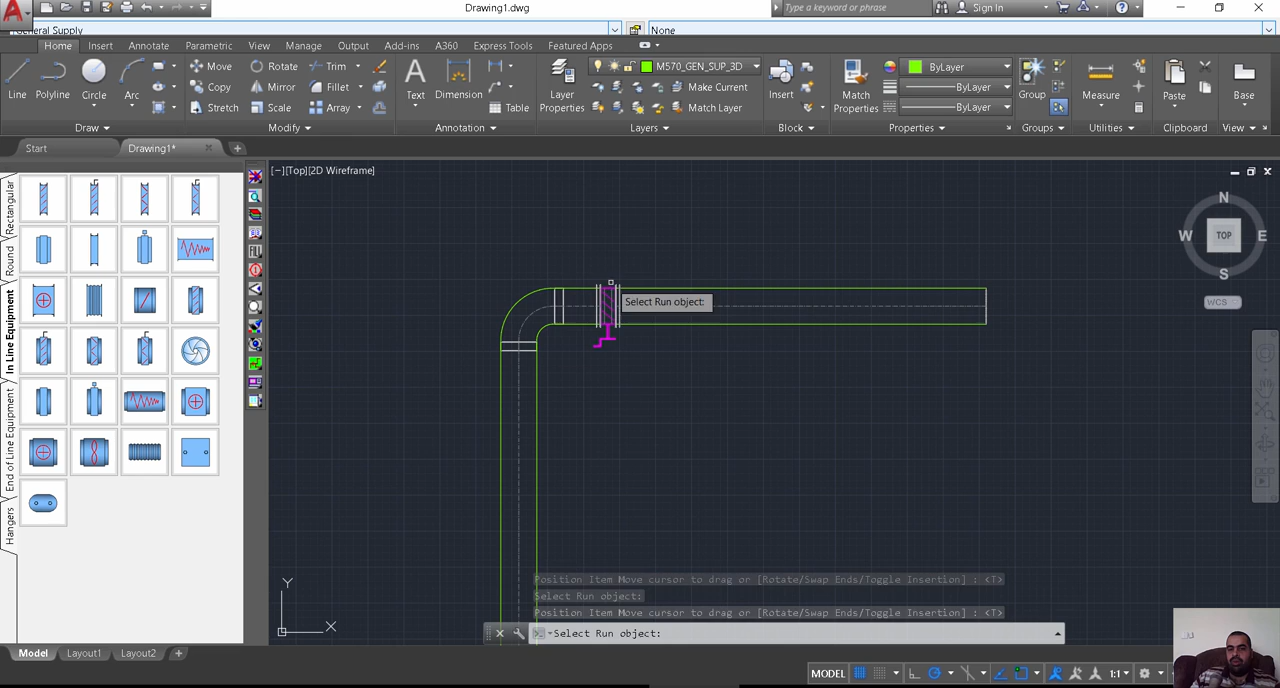 Drawing1.dwg
Type a keyword or phrase
Sign In
General Supply
None
Home
Insert
Annotate
Parametric
View
Manage
Output
Add-ins
A360
Express Tools
Featured Apps
Line
Polyline
Circle
Arc
Move
Rotate
Trim
Copy
Mirror
Fillet
Stretch
Scale
Array
Text
Dimension
Table
Layer
Properties
M570_GEN_SUP_3D
Make Current
Match Layer
Insert
Match
Properties
ByLayer
ByLayer
ByLayer
Group
Measure
Paste
Base
Draw
Modify
Annotation
Layers
Block
Properties
Groups
Utilities
Clipboard
View
Start
Drawing1*
[−][Top][2D Wireframe]
Rectangular
Round
In Line Equipment
End of Line Equipment
Hangers
N
W
TOP
E
S
WCS
Select Run object:
Y
X
Position Item Move cursor to drag or [Rotate/Swap Ends/Toggle Insertion] : <T>
Select Run object:
Position Item Move cursor to drag or [Rotate/Swap Ends/Toggle Insertion] : <T>
Select Run object:
Model
Layout1
Layout2
MODEL
1:1